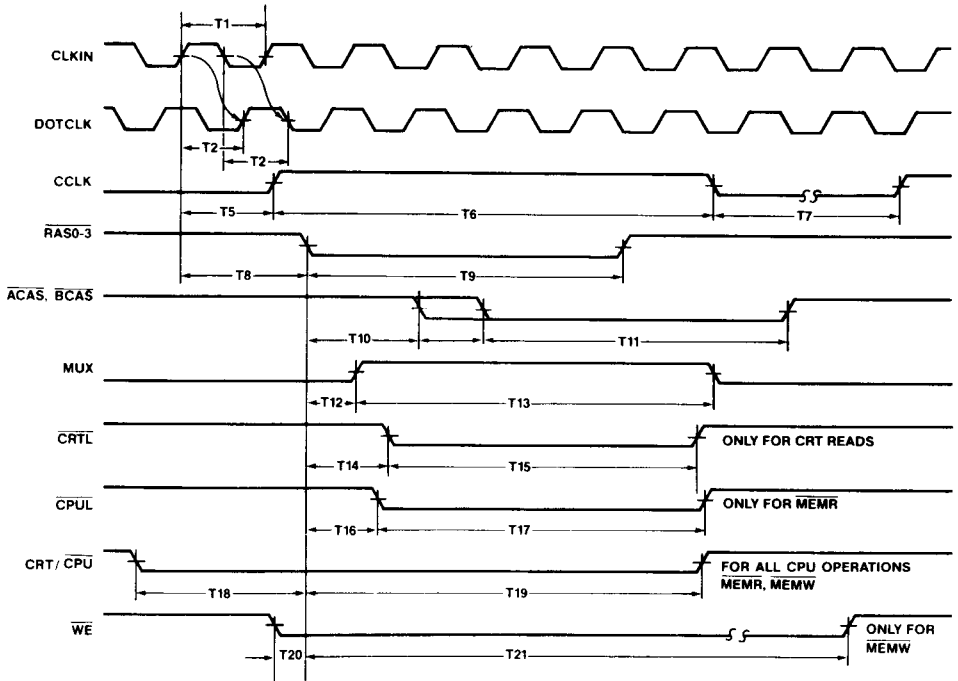 T1
CLKIN
DOTCLK
T2
T2
CCLK
T5
T6
T7
RAS0-3
T8
T9
ACAS, BCAS
T10
T11
MUX
T12
T13
CRTL
ONLY FOR CRT READS
T14
T15
CPUL
ONLY FOR MEMR
T16
T17
CRT/CPU
FOR ALL CPU OPERATIONS
MEMR, MEMW
T18
T19
WE
ONLY FOR
MEMW
T20
T21